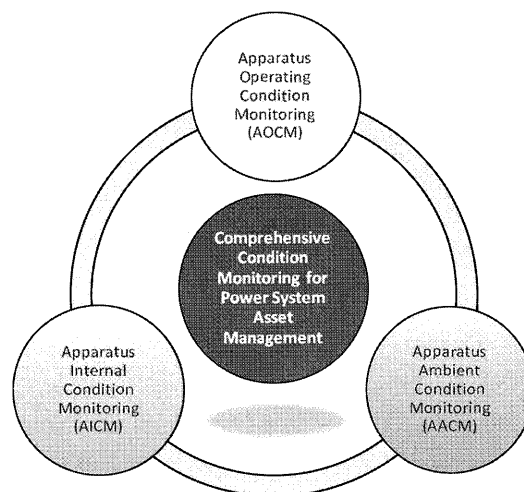 Apparatus
Operating
Condition
Monitoring
(AOCM)
Comprehensive
Condition
Monitoring for
Power System
Asset
Management
Apparatus
Internal
Condition
Monitoring
(AICM)
Apparatus
Ambient
Condition
Monitoring
(AACM)